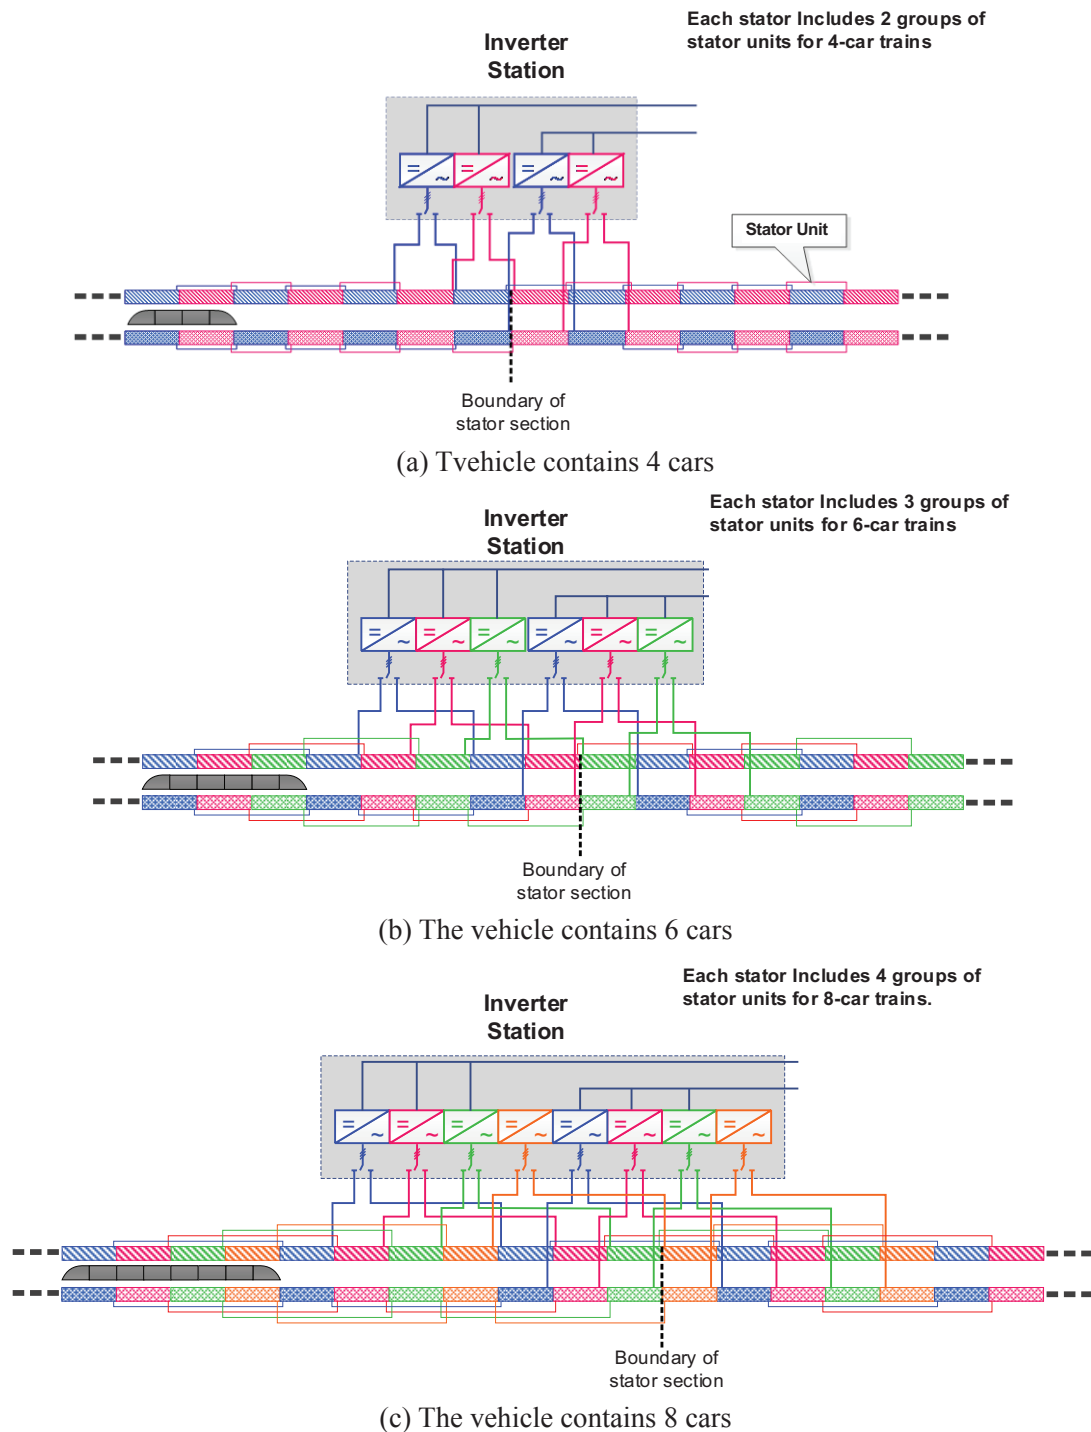 Each stator Includes 2 groups of
stator units for 4-car trains
Inverter
Station
=
~
=
~
=
~
=
~
Stator Unit
Boundary of
stator section
(a) Tvehicle contains 4 cars
Each stator Includes 3 groups of
stator units for 6-car trains
Inverter
Station
=
~
=
~
=
~
=
~
=
~
=
~
Boundary of
stator section
(b) The vehicle contains 6 cars
Each stator Includes 4 groups of
stator units for 8-car trains.
Inverter
Station
=
~
=
~
=
~
=
~
=
~
=
~
=
~
=
~
Boundary of
stator section
(c) The vehicle contains 8 cars